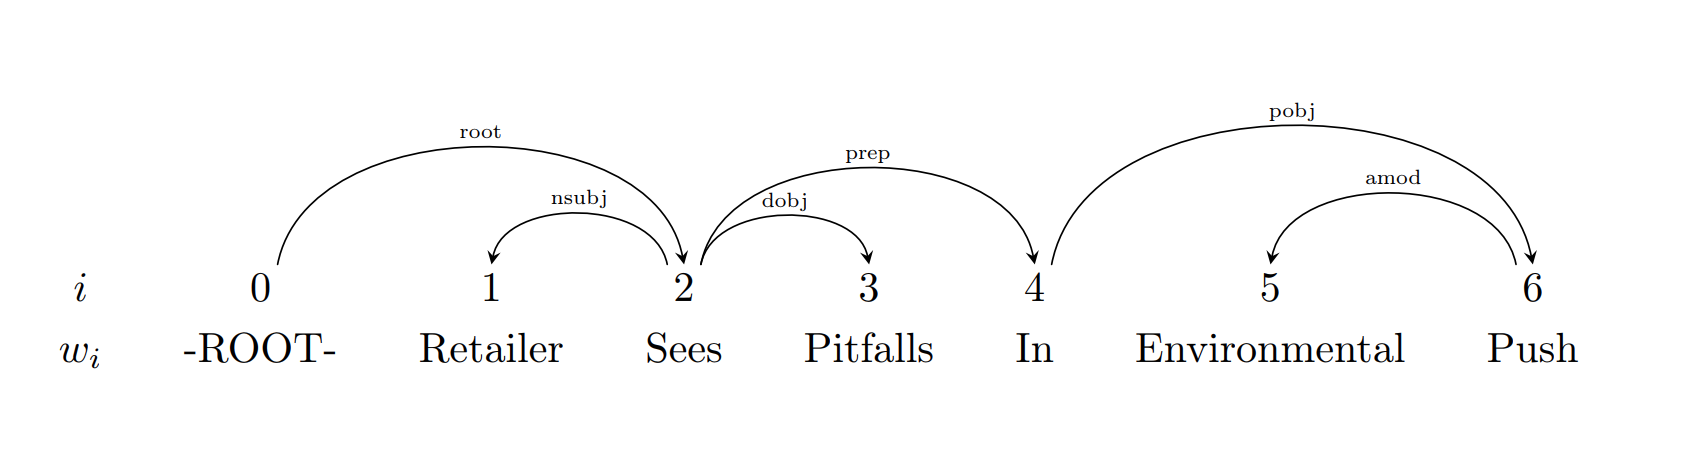 pobj
root
prep
amod
nsubj
dobj
i 0 1 2 3 4 5 6
w_i -ROOT- Retailer Sees Pitfalls In Environmental Push